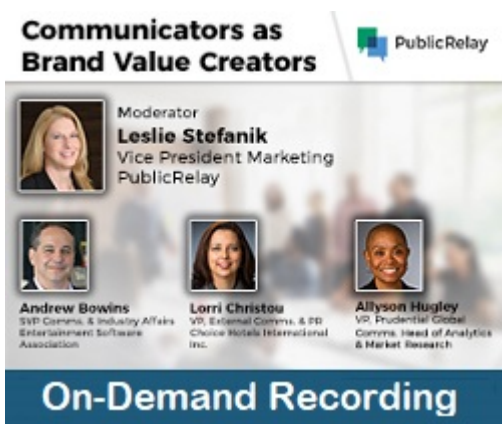 Communicators as
Brand Value Creators
PublicRelay
Moderator
Leslie Stefanik
Vice President Marketing
PublicRelay
Andrew Bowins
SVP Comms. & Industry Affairs
Entertainment Software
Association
Lorri Christou
VP, External Comms. & PR
Choice Hotels International
Inc.
Allyson Hugley
VP, Prudential Global
Comms. Head of Analytics
& Market Research
On-Demand Recording